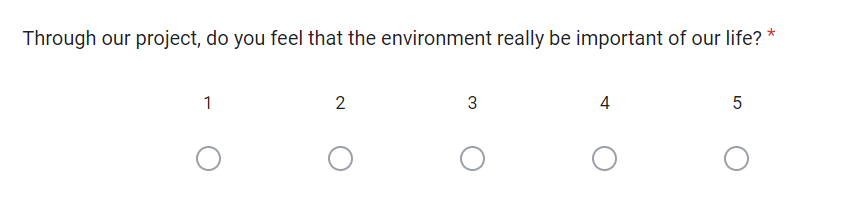 Through our project, do you feel that the environment really be important of our life? *
1 2 3 4 5